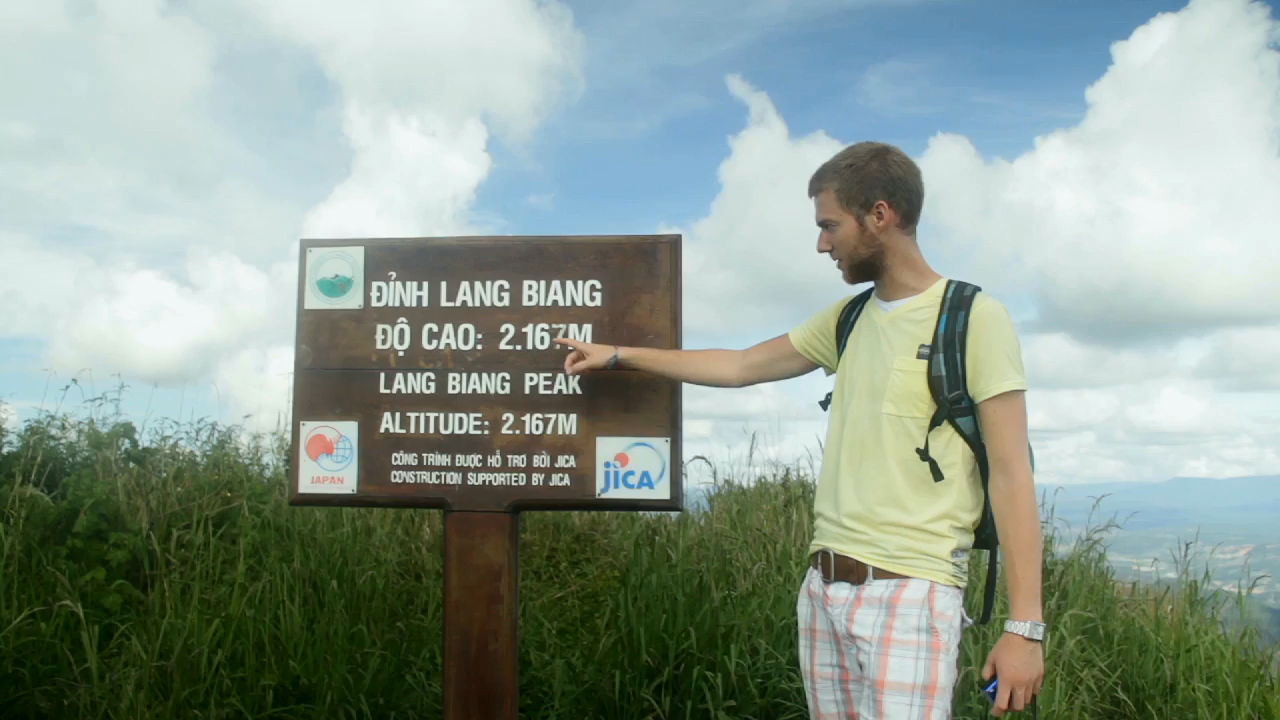 ĐỈNH LANG BIANG
ĐỘ CAO: 2.167M
LANG BIANG PEAK
ALTITUDE: 2.167M
CÔNG TRÌNH ĐƯỢC HỖ TRỢ BỞI JICA
CONSTRUCTION SUPPORTED BY JICA
JAPAN
jICA